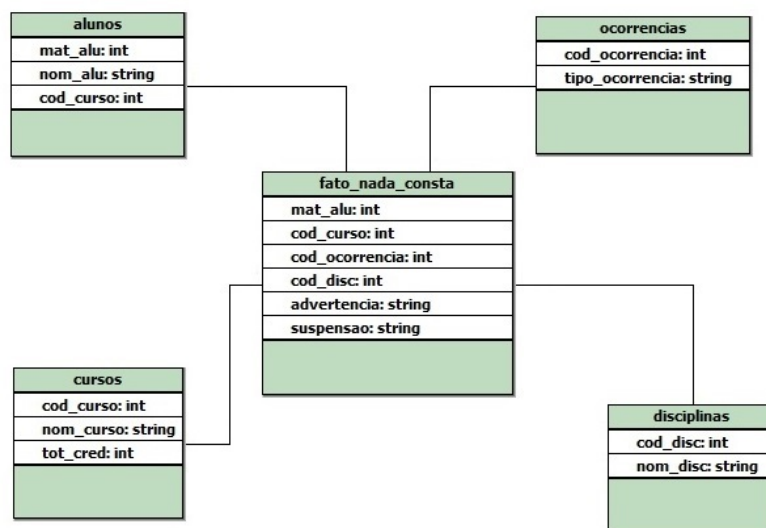 alunos
mat_alu: int
nom_alu: string
cod_curso: int
ocorrencias
cod_ocorrencia: int
tipo_ocorrencia: string
fato_nada_consta
mat_alu: int
cod_curso: int
cod_ocorrencia: int
cod_disc: int
advertencia: string
suspensao: string
cursos
cod_curso: int
nom_curso: string
tot_cred: int
disciplinas
cod_disc: int
nom_disc: string